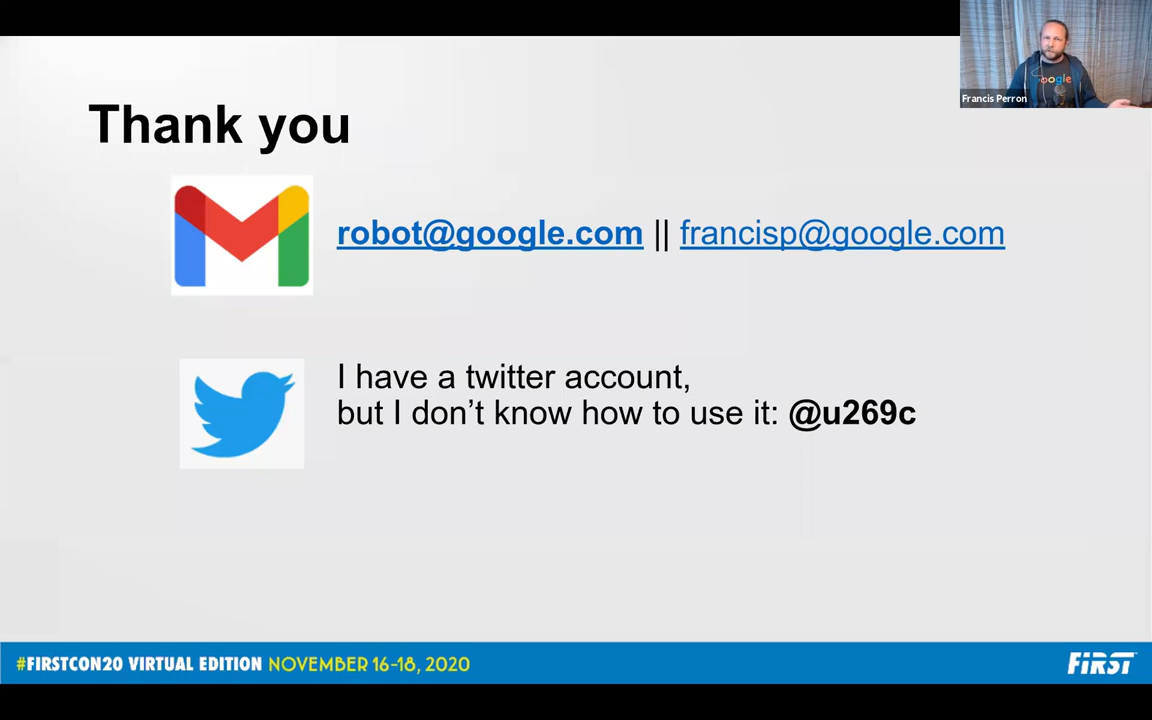 Google
Francis Perron
Thank you
robot@google.com || francisp@google.com
I have a twitter account,
but I don’t know how to use it: @u269c
#FIRSTCON20 VIRTUAL EDITION NOVEMBER 16-18, 2020
FIRST